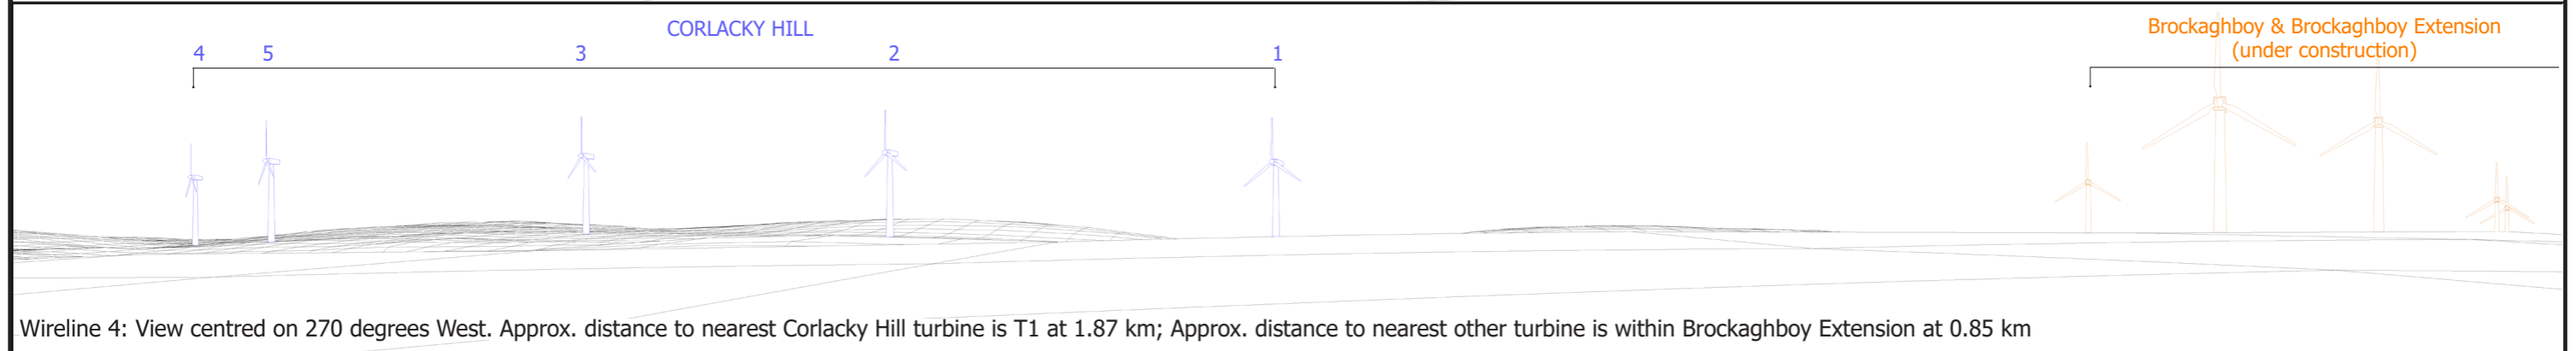 CORLACKY HILL
4 5 3 2 1
Brockaghboy & Brockaghboy Extension
(under construction)
Wireline 4: View centred on 270 degrees West. Approx. distance to nearest Corlacky Hill turbine is T1 at 1.87 km; Approx. distance to nearest other turbine is within Brockaghboy Extension at 0.85 km